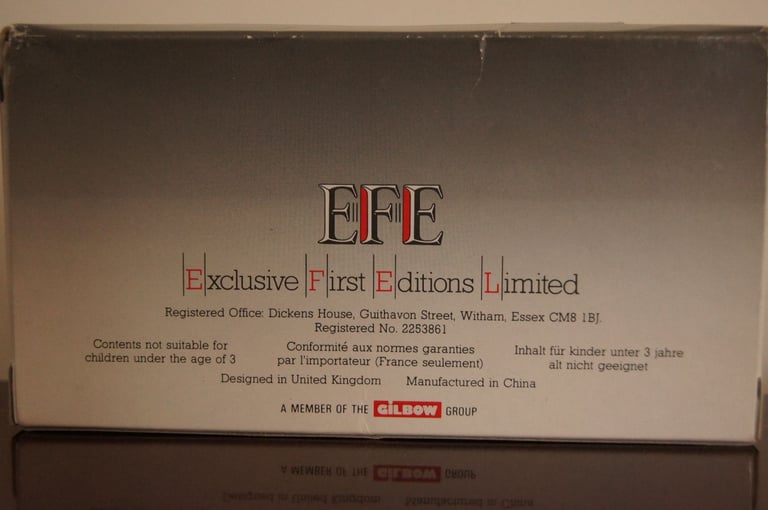 EFE
Exclusive First Editions Limited
Registered Office: Dickens House, Guithavon Street, Witham, Essex CM8 1BJ.
Registered No. 2253861
Contents not suitable for
children under the age of 3
Conformité aux normes garanties
par l'importateur (France seulement)
Inhalt für kinder unter 3 jahre
alt nicht geeignet
Designed in United Kingdom Manufactured in China
A MEMBER OF THE GILBOW GROUP